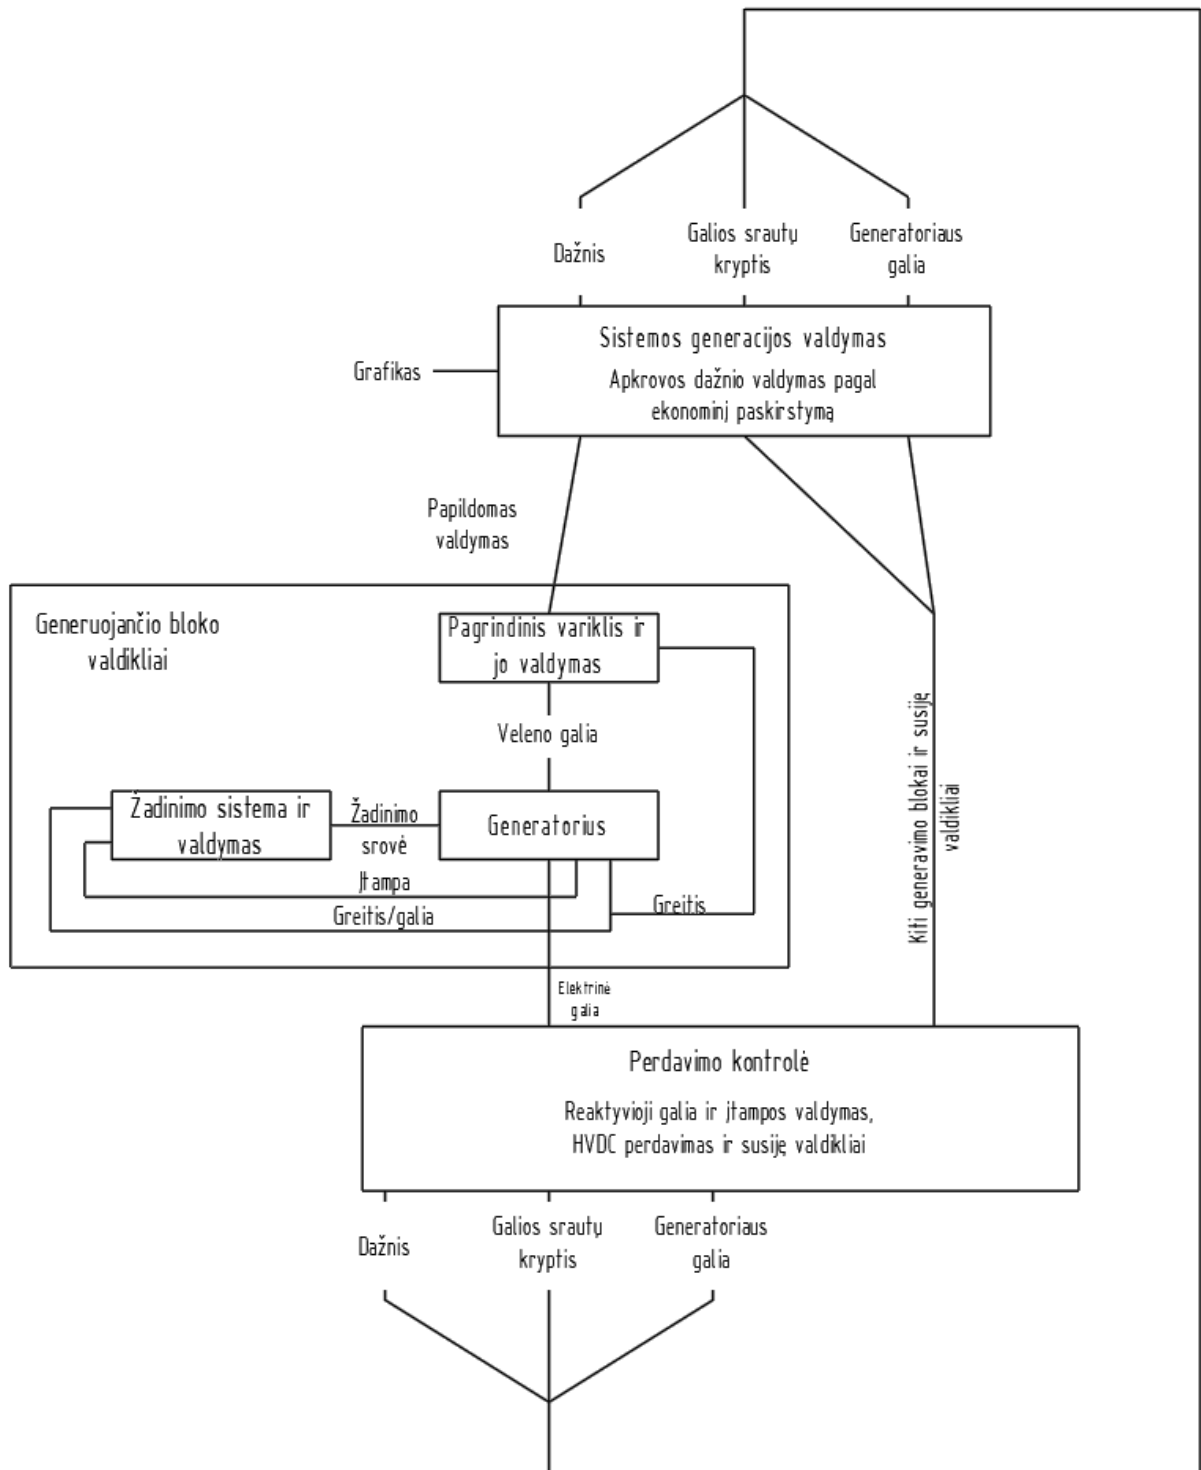 Dažnis
Galios srautų
kryptis
Generatoriaus
galia
Sistemos generacijos valdymas
Apkrovos dažnio valdymas pagal
ekonominį paskirstymą
Grafikas
Papildomas
valdymas
Generuojančio bloko
valdikliai
Pagrindinis variklis ir
jo valdymas
Veleno galia
Žadinimo sistema ir
valdymas
Žadinimo
srovė
Generatorius
Įtampa
Greitis/galia
Greitis
Kiti generavimo blokai ir susiję
valdikliai
Elektrinė
galia
Perdavimo kontrolė
Reaktyvioji galia ir įtampos valdymas,
HVDC perdavimas ir susiję valdikliai
Dažnis
Galios srautų
kryptis
Generatoriaus
galia